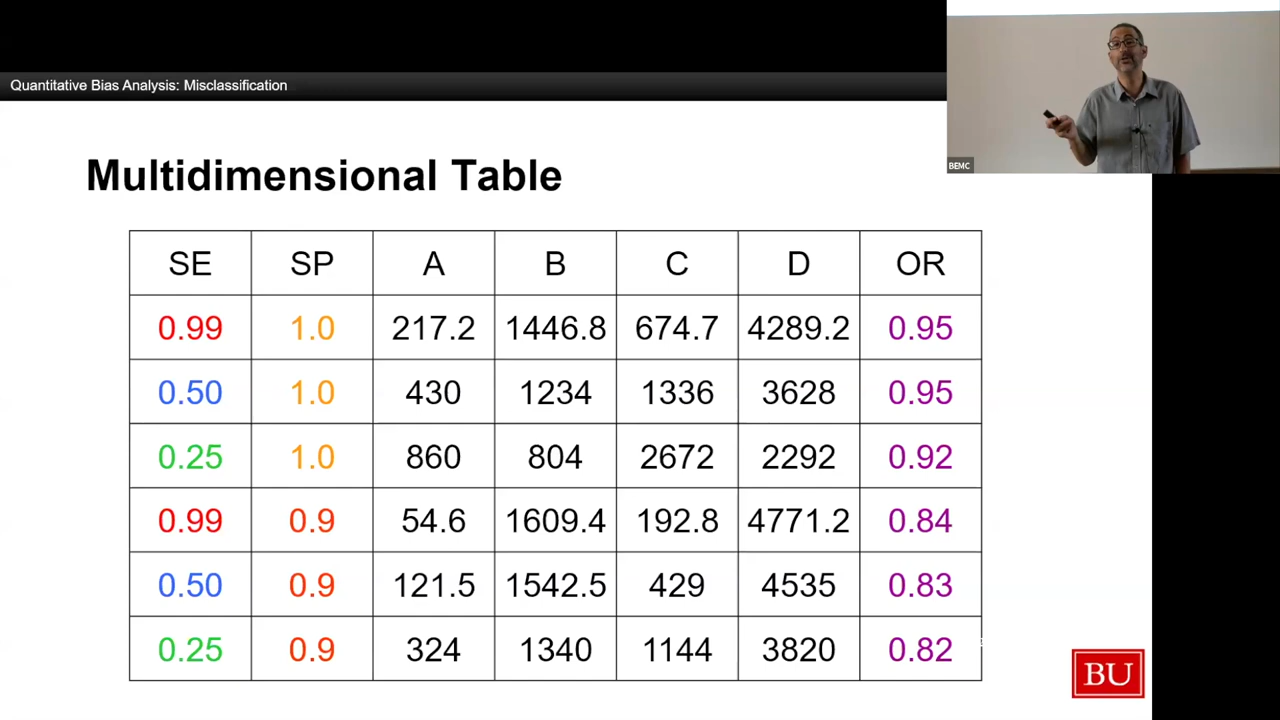 Quantitative Bias Analysis: Misclassification
BEMC
Multidimensional Table
SE SP A B C D OR
0.99 1.0 217.2 1446.8 674.7 4289.2 0.95
0.50 1.0 430 1234 1336 3628 0.95
0.25 1.0 860 804 2672 2292 0.92
0.99 0.9 54.6 1609.4 192.8 4771.2 0.84
0.50 0.9 121.5 1542.5 429 4535 0.83
0.25 0.9 324 1340 1144 3820 0.82
BU